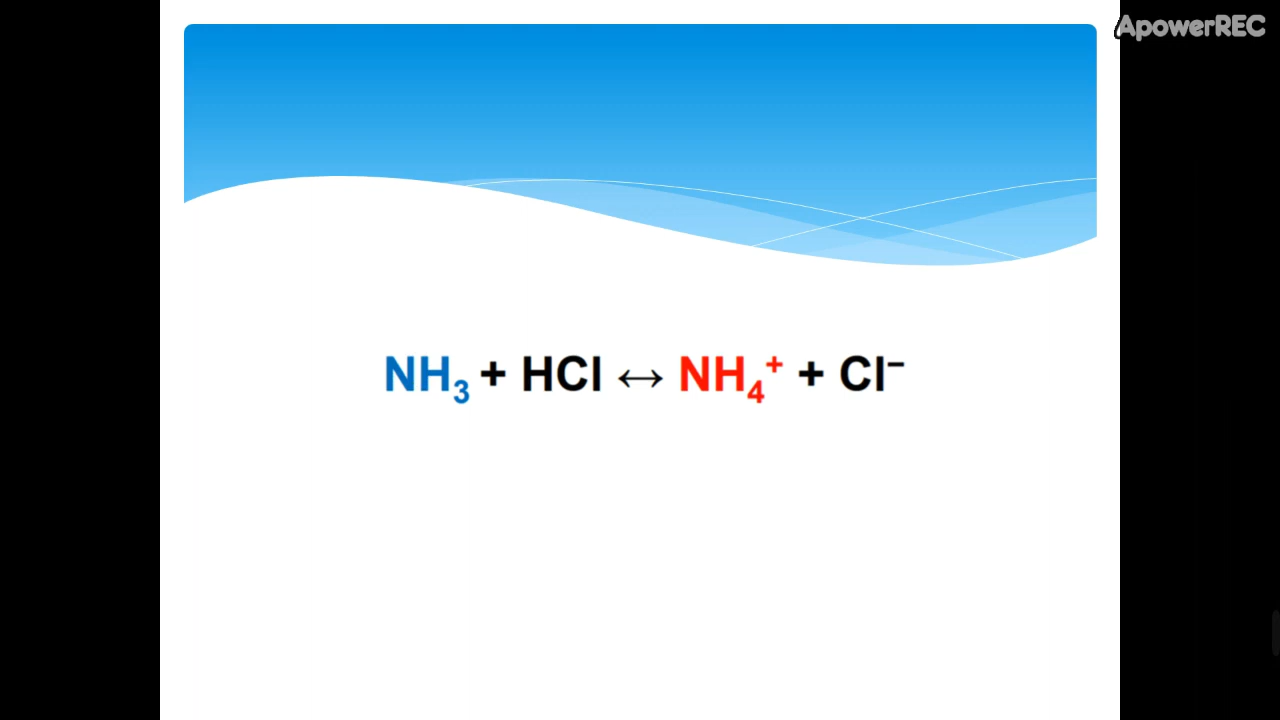 ApowerREC
NH₃ + HCl ↔ NH₄⁺ + Cl⁻